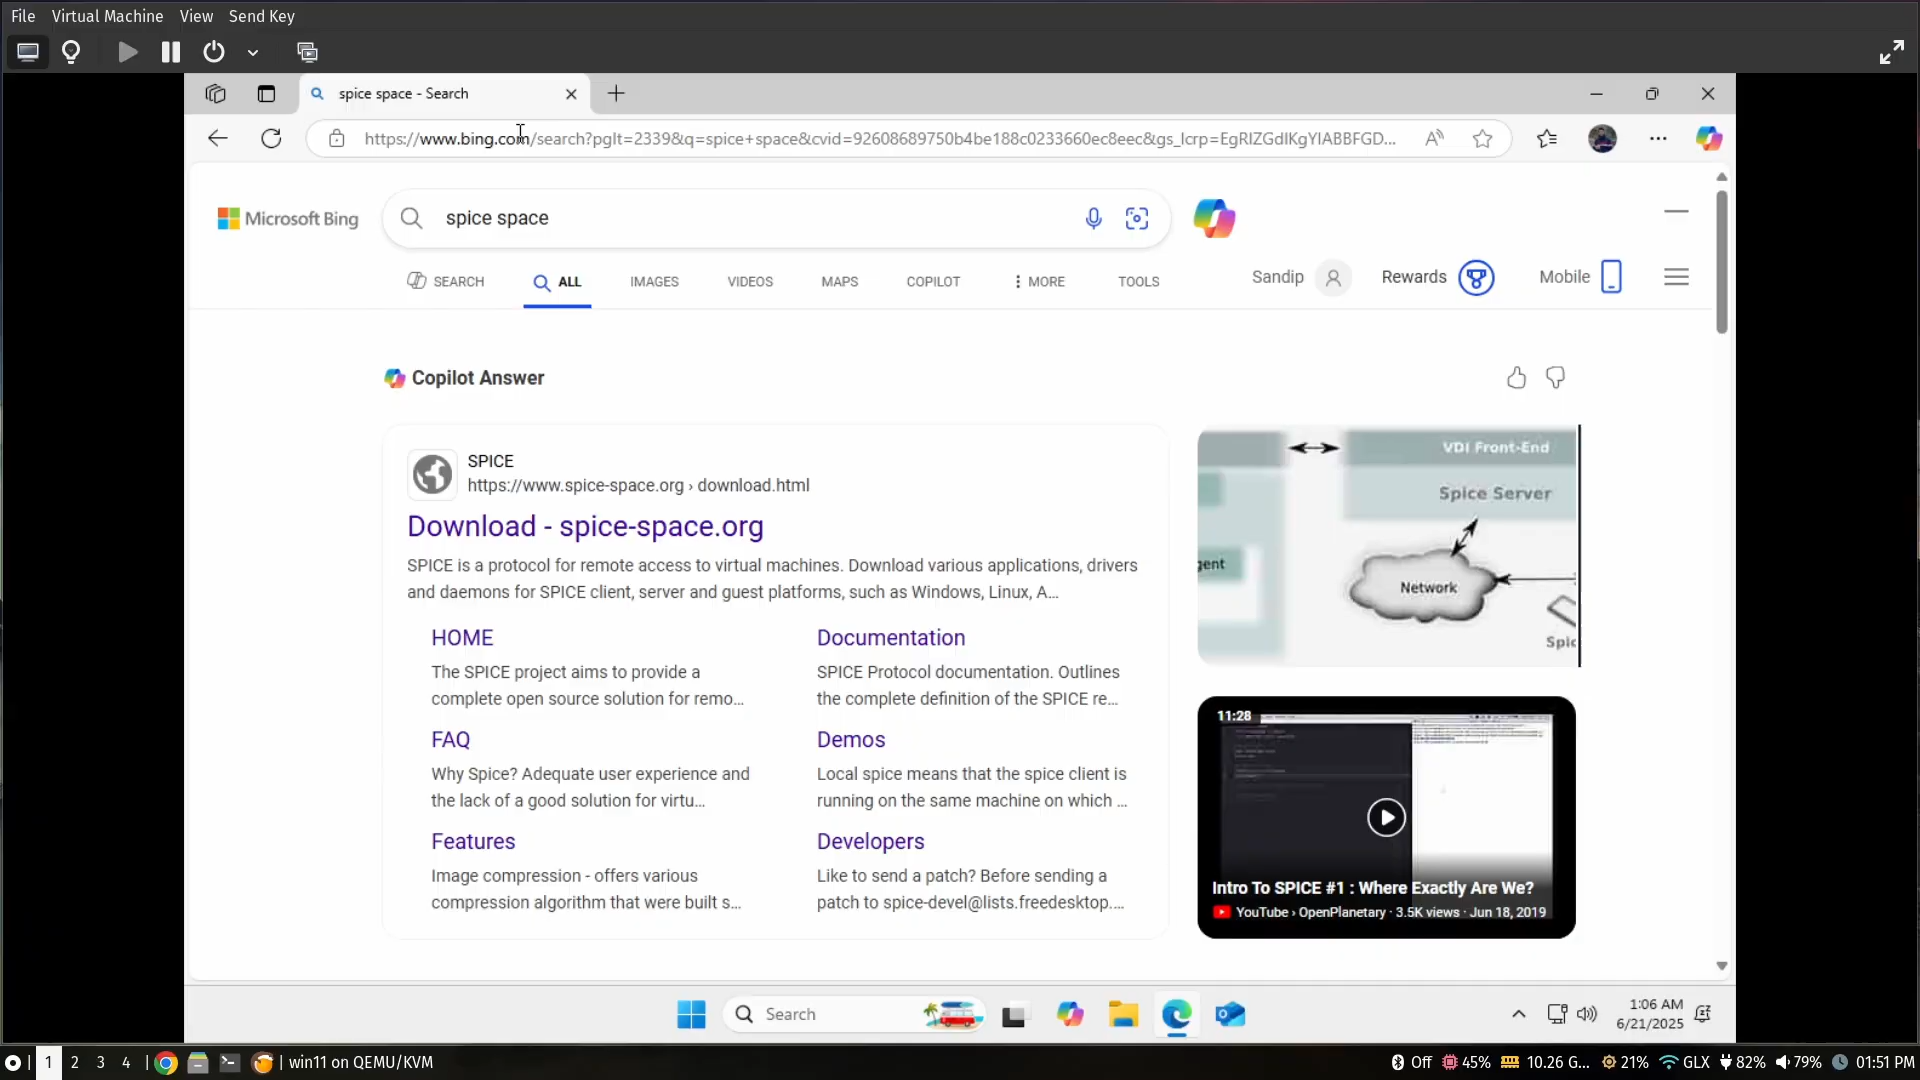 File Virtual Machine View Send Key
spice space - Search
https://www.bing.com/search?pglt=2339&q=spice+space&cvid=92608689750b4be188c0233660ec8eec&gs_lcrp=EgRlZGdlKgYIABBFGD...
Microsoft Bing
spice space
SEARCH ALL IMAGES VIDEOS MAPS COPILOT MORE TOOLS
Sandip Rewards Mobile
Copilot Answer
SPICE
https://www.spice-space.org › download.html
Download - spice-space.org
SPICE is a protocol for remote access to virtual machines. Download various applications, drivers
and daemons for SPICE client, server and guest platforms, such as Windows, Linux, A...
HOME
The SPICE project aims to provide a
complete open source solution for remo...
Documentation
SPICE Protocol documentation. Outlines
the complete definition of the SPICE re...
FAQ
Why Spice? Adequate user experience and
the lack of a good solution for virtu...
Demos
Local spice means that the spice client is
running on the same machine on which ...
Features
Image compression - offers various
compression algorithm that were built s...
Developers
Like to send a patch? Before sending a
patch to spice-devel@lists.freedesktop....
VDI Front-End
Spice Server
gent
Network
Spic
11:28
Intro To SPICE #1 : Where Exactly Are We?
YouTube › OpenPlanetary · 3.5K views · Jun 18, 2019
Search
1:06 AM
6/21/2025
1 2 3 4 | | win11 on QEMU/KVM
Off 45% 10.26 G... 21% GLX 82% 79% 01:51 PM